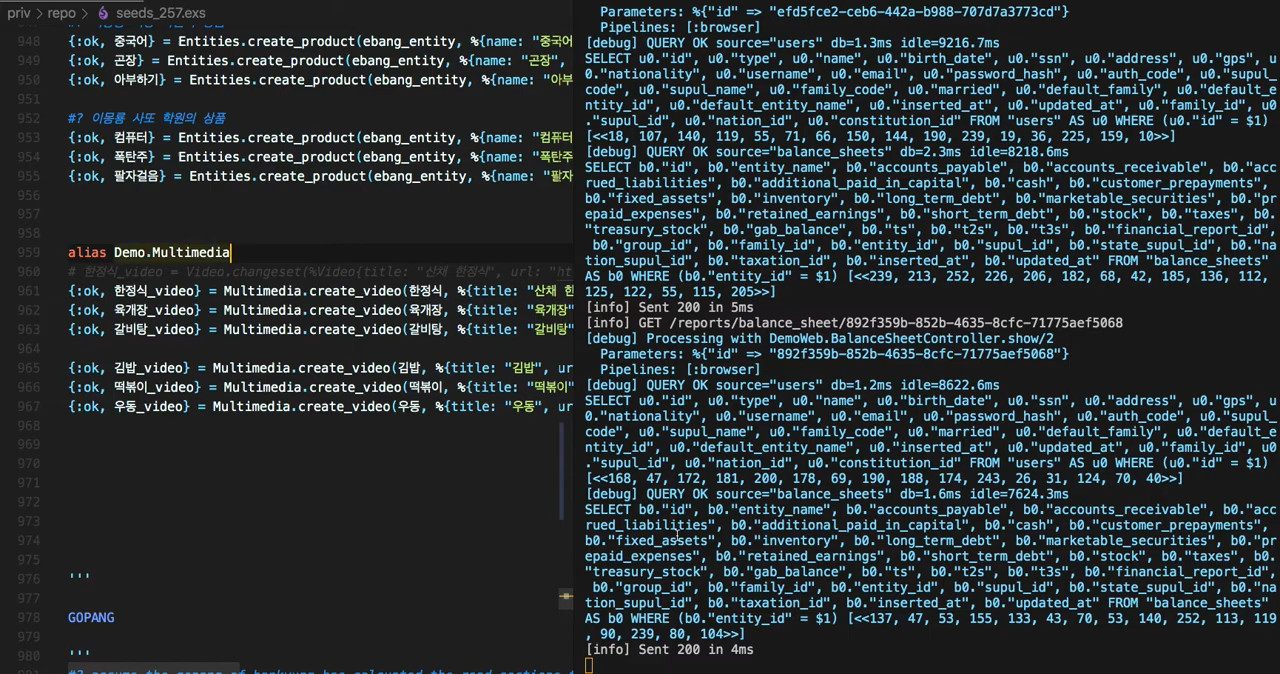 priv > repo > seeds_257.exs
948 {:ok, 중국어} = Entities.create_product(ebang_entity, %{name: "중국어
949 {:ok, 곤장} = Entities.create_product(ebang_entity, %{name: "곤장",
950 {:ok, 아부하기} = Entities.create_product(ebang_entity, %{name: "아부
951
952 #? 이몽룡 사또 학원의 상품
953 {:ok, 컴퓨터} = Entities.create_product(ebang_entity, %{name: "컴퓨터
954 {:ok, 폭탄주} = Entities.create_product(ebang_entity, %{name: "폭탄주
955 {:ok, 팔자걸음} = Entities.create_product(ebang_entity, %{name: "팔자
956
957
958
959 alias Demo.Multimedia
960 # 한정식_video = Video.changeset(%Video{title: "산채 한정식", url: "ht
961 {:ok, 한정식_video} = Multimedia.create_video(한정식, %{title: "산채 한
962 {:ok, 육개장_video} = Multimedia.create_video(육개장, %{title: "육개장"
963 {:ok, 갈비탕_video} = Multimedia.create_video(갈비탕, %{title: "갈비탕"
964
965 {:ok, 김밥_video} = Multimedia.create_video(김밥, %{title: "김밥", ur
966 {:ok, 떡볶이_video} = Multimedia.create_video(떡볶이, %{title: "떡볶이"
967 {:ok, 우동_video} = Multimedia.create_video(우동, %{title: "우동", ur
968
969
970
971
972
973
974
975
976 '''
977
978 GOPANG
979
980 '''
Parameters: %{"id" => "efd5fce2-ceb6-442a-b988-707d7a3773cd"}
Pipelines: [:browser]
[debug] QUERY OK source="users" db=1.3ms idle=9216.7ms
SELECT u0."id", u0."type", u0."name", u0."birth_date", u0."ssn", u0."address", u0."gps", u
0."nationality", u0."username", u0."email", u0."password_hash", u0."auth_code", u0."supul_
code", u0."supul_name", u0."family_code", u0."married", u0."default_family", u0."default_e
ntity_id", u0."default_entity_name", u0."inserted_at", u0."updated_at", u0."family_id", u0
."supul_id", u0."nation_id", u0."constitution_id" FROM "users" AS u0 WHERE (u0."id" = $1)
[<<18, 107, 140, 119, 55, 71, 66, 150, 144, 190, 239, 19, 36, 225, 159, 10>>]
[debug] QUERY OK source="balance_sheets" db=2.3ms idle=8218.6ms
SELECT b0."id", b0."entity_name", b0."accounts_payable", b0."accounts_receivable", b0."acc
rued_liabilities", b0."additional_paid_in_capital", b0."cash", b0."customer_prepayments",
b0."fixed_assets", b0."inventory", b0."long_term_debt", b0."marketable_securities", b0."pr
epaid_expenses", b0."retained_earnings", b0."short_term_debt", b0."stock", b0."taxes", b0.
"treasury_stock", b0."gab_balance", b0."ts", b0."t2s", b0."t3s", b0."financial_report_id",
b0."group_id", b0."family_id", b0."entity_id", b0."supul_id", b0."state_supul_id", b0."na
tion_supul_id", b0."taxation_id", b0."inserted_at", b0."updated_at" FROM "balance_sheets"
AS b0 WHERE (b0."entity_id" = $1) [<<239, 213, 252, 226, 206, 182, 68, 42, 185, 136, 112,
125, 122, 55, 115, 205>>]
[info] Sent 200 in 5ms
[info] GET /reports/balance_sheet/892f359b-852b-4635-8cfc-71775aef5068
[debug] Processing with DemoWeb.BalanceSheetController.show/2
Parameters: %{"id" => "892f359b-852b-4635-8cfc-71775aef5068"}
Pipelines: [:browser]
[debug] QUERY OK source="users" db=1.2ms idle=8622.6ms
SELECT u0."id", u0."type", u0."name", u0."birth_date", u0."ssn", u0."address", u0."gps", u
0."nationality", u0."username", u0."email", u0."password_hash", u0."auth_code", u0."supul_
code", u0."supul_name", u0."family_code", u0."married", u0."default_family", u0."default_e
ntity_id", u0."default_entity_name", u0."inserted_at", u0."updated_at", u0."family_id", u0
."supul_id", u0."nation_id", u0."constitution_id" FROM "users" AS u0 WHERE (u0."id" = $1)
[<<168, 47, 172, 181, 200, 178, 69, 190, 188, 174, 243, 26, 31, 124, 70, 40>>]
[debug] QUERY OK source="balance_sheets" db=1.6ms idle=7624.3ms
SELECT b0."id", b0."entity_name", b0."accounts_payable", b0."accounts_receivable", b0."acc
rued_liabilities", b0."additional_paid_in_capital", b0."cash", b0."customer_prepayments",
b0."fixed_assets", b0."inventory", b0."long_term_debt", b0."marketable_securities", b0."pr
epaid_expenses", b0."retained_earnings", b0."short_term_debt", b0."stock", b0."taxes", b0.
"treasury_stock", b0."gab_balance", b0."ts", b0."t2s", b0."t3s", b0."financial_report_id",
b0."group_id", b0."family_id", b0."entity_id", b0."supul_id", b0."state_supul_id", b0."na
tion_supul_id", b0."taxation_id", b0."inserted_at", b0."updated_at" FROM "balance_sheets"
AS b0 WHERE (b0."entity_id" = $1) [<<137, 47, 53, 155, 133, 43, 70, 53, 140, 252, 113, 119
, 90, 239, 80, 104>>]
[info] Sent 200 in 4ms